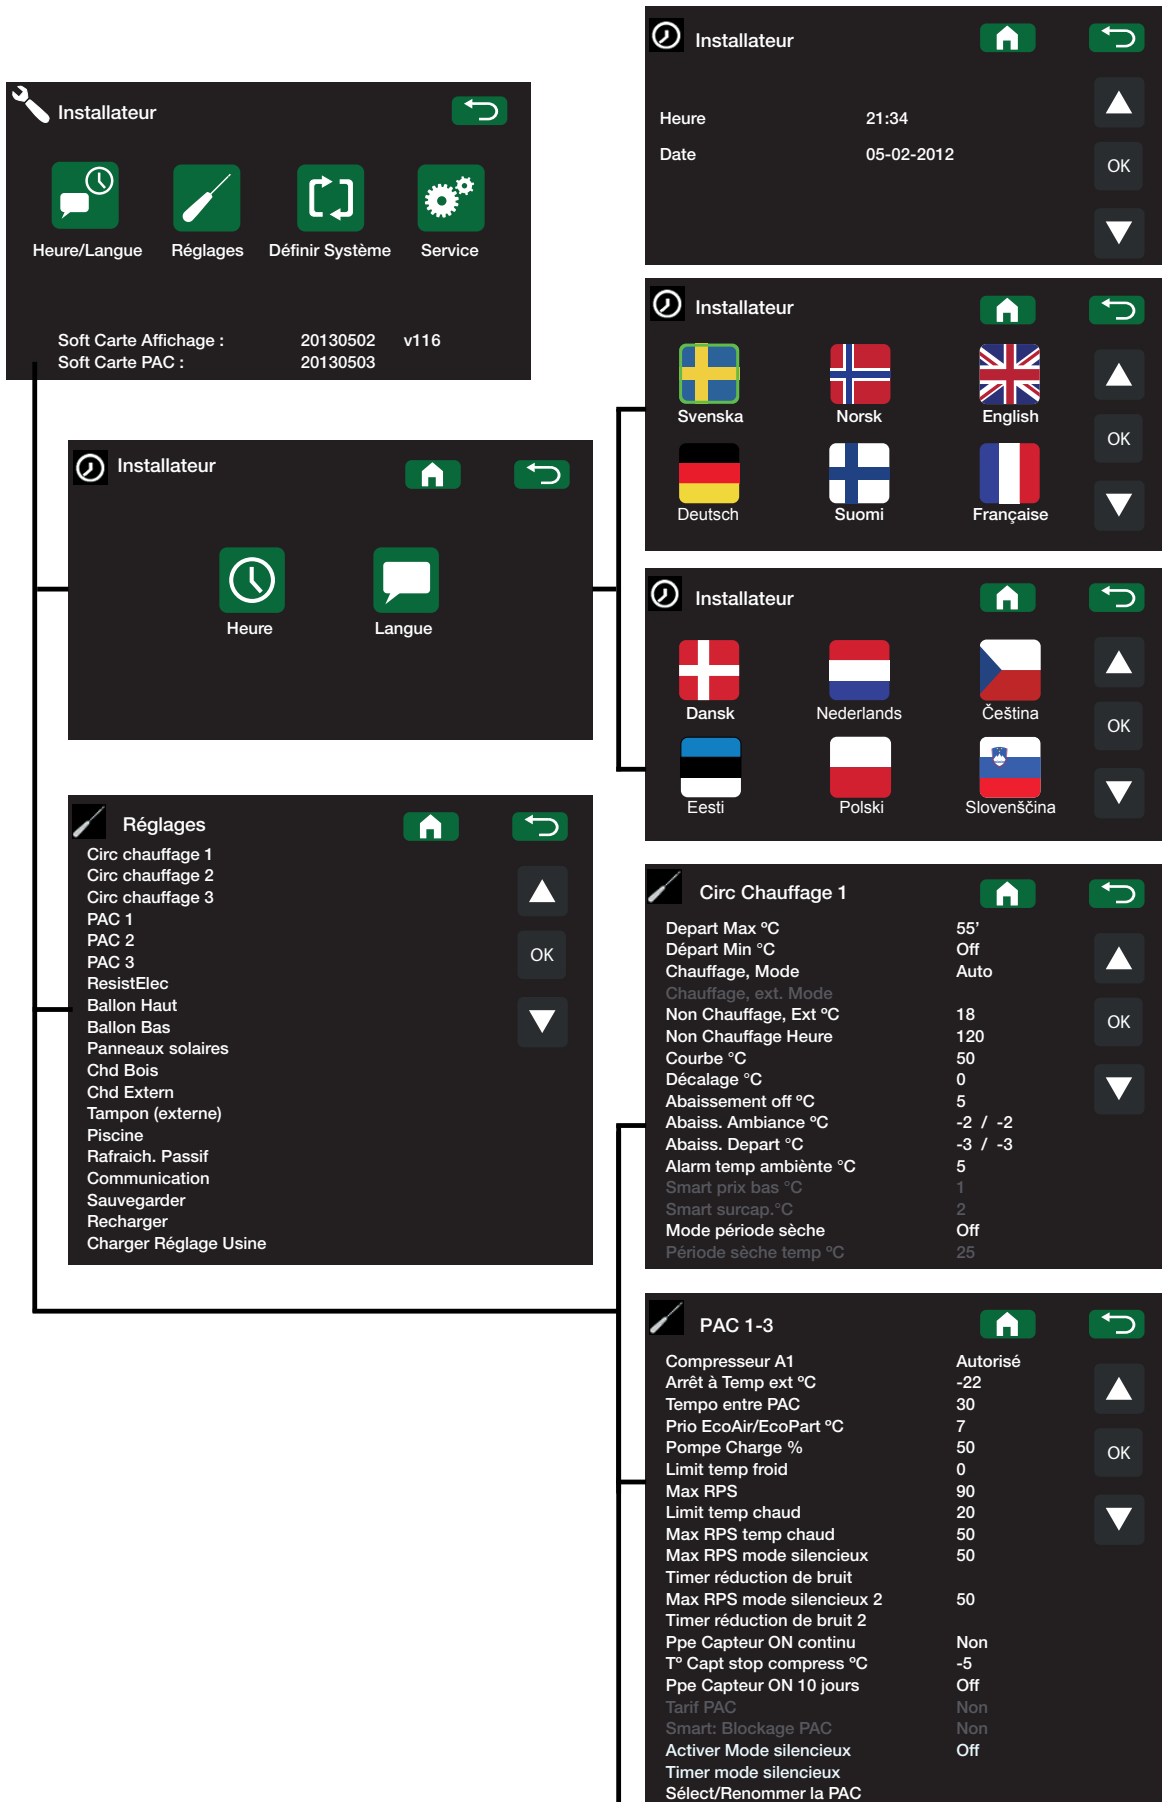 Installateur
Heure/Langue Réglages Définir Système Service
Soft Carte Affichage : 20130502 v116
Soft Carte PAC : 20130503
Installateur
Heure Langue
Réglages
Circ chauffage 1
Circ chauffage 2
Circ chauffage 3
PAC 1
PAC 2
PAC 3
OK
ResistElec
Ballon Haut
Ballon Bas
Panneaux solaires
Chd Bois
Chd Extern
Tampon (externe)
Piscine
Rafraich. Passif
Communication
Sauvegarder
Recharger
Charger Réglage Usine
Installateur
Heure 21:34
Date 05-02-2012
OK
Installateur
Svenska Norsk English
OK
Deutsch Suomi Française
Installateur
Dansk Nederlands Čeština
OK
Eesti Polski Slovenščina
Circ Chauffage 1
Depart Max ºC 55’
Départ Min °C Off
Chauffage, Mode Auto
Chauffage, ext. Mode
Non Chauffage, Ext ºC 18
OK
Non Chauffage Heure 120
Courbe °C 50
Décalage °C 0
Abaissement off ºC 5
Abaiss. Ambiance ºC -2 / -2
Abaiss. Depart °C -3 / -3
Alarm temp ambiènte °C 5
Smart prix bas °C 1
Smart surcap.°C 2
Mode période sèche Off
Période sèche temp ºC 25
PAC 1-3
Compresseur A1 Autorisé
Arrêt à Temp ext ºC -22
Tempo entre PAC 30
Prio EcoAir/EcoPart ºC 7
Pompe Charge % 50
OK
Limit temp froid 0
Max RPS 90
Limit temp chaud 20
Max RPS temp chaud 50
Max RPS mode silencieux 50
Timer réduction de bruit
Max RPS mode silencieux 2 50
Timer réduction de bruit 2
Ppe Capteur ON continu Non
Tº Capt stop compress ºC -5
Ppe Capteur ON 10 jours Off
Tarif PAC Non
Smart: Blockage PAC Non
Activer Mode silencieux Off
Timer mode silencieux
Sélect/Renommer la PAC